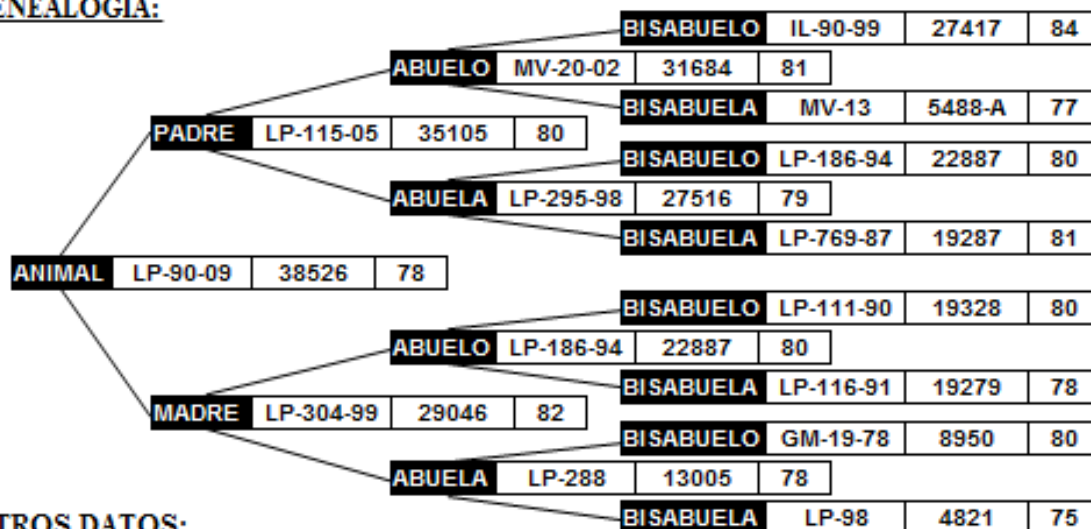 ENEALOGIA:
BISABUELO IL-90-99 27417 84
ABUELO MV-20-02 31684 81
BISABUELA MV-13 5488-A 77
PADRE LP-115-05 35105 80
BISABUELO LP-186-94 22887 80
ABUELA LP-295-98 27516 79
BISABUELA LP-769-87 19287 81
ANIMAL LP-90-09 38526 78
BISABUELO LP-111-90 19328 80
ABUELO LP-186-94 22887 80
BISABUELA LP-116-91 19279 78
MADRE LP-304-99 29046 82
BISABUELO GM-19-78 8950 80
ABUELA LP-288 13005 78
BISABUELA LP-98 4821 75
TROS DATOS: